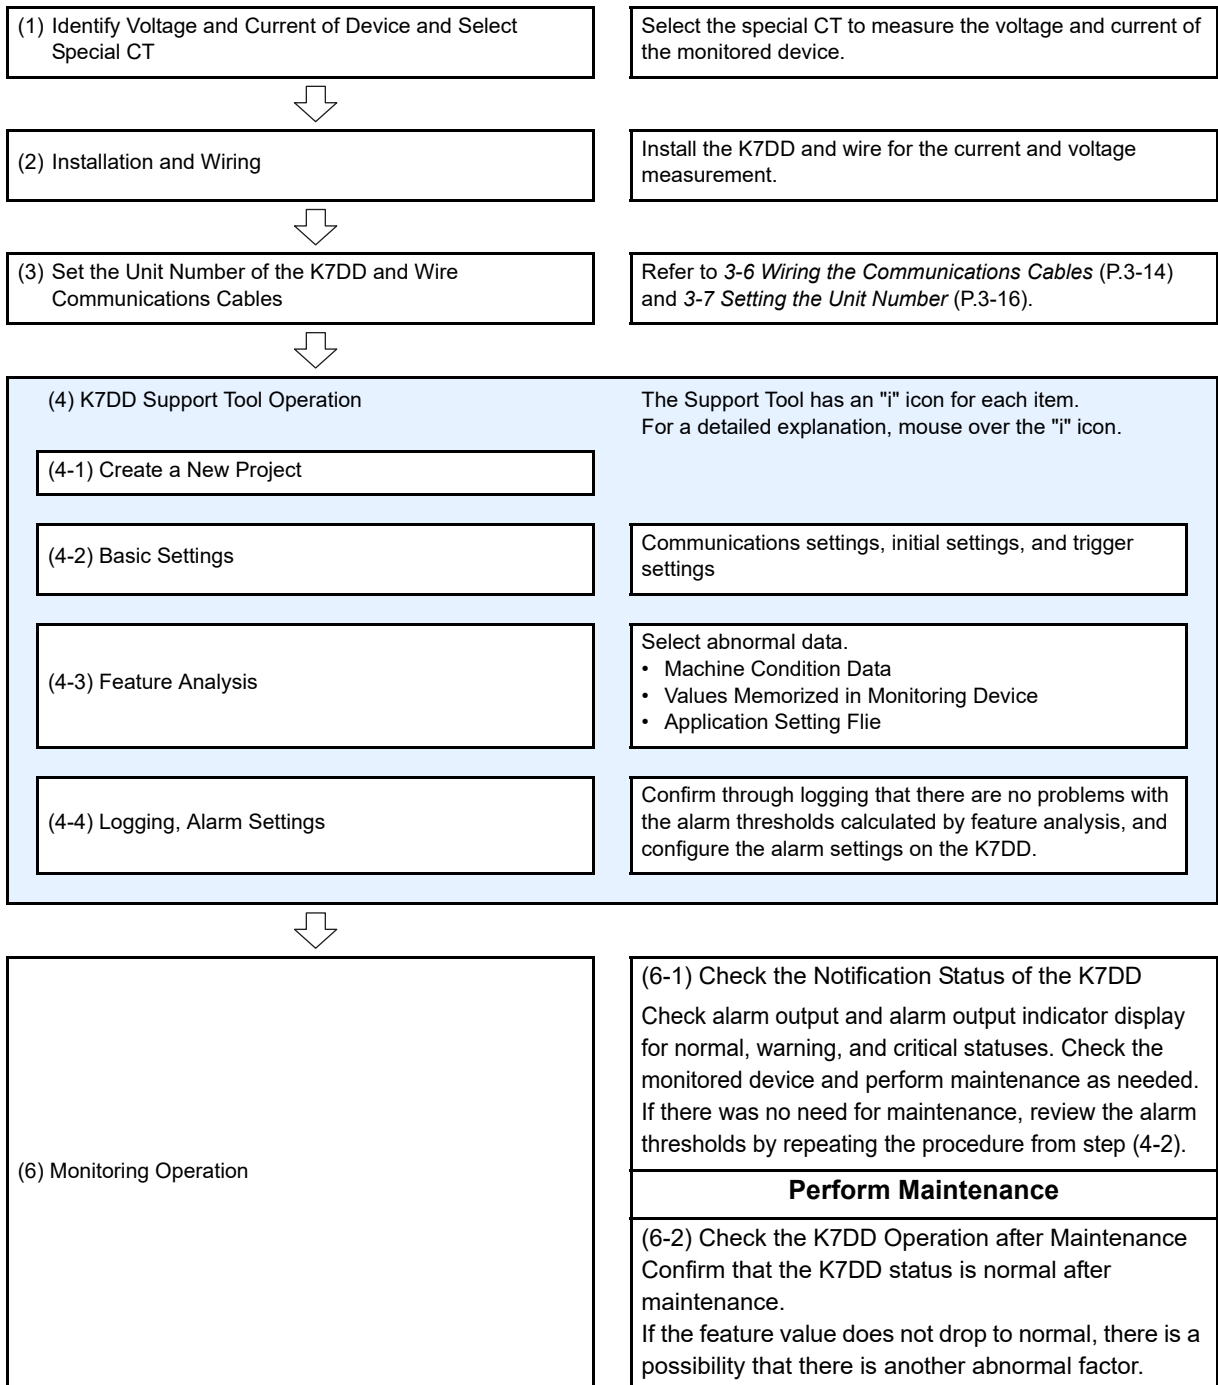 (1) Identify Voltage and Current of Device and Select
Special CT
Select the special CT to measure the voltage and current of
the monitored device.
(2) Installation and Wiring
Install the K7DD and wire for the current and voltage
measurement.
(3) Set the Unit Number of the K7DD and Wire
Communications Cables
Refer to 3-6 Wiring the Communications Cables (P.3-14)
and 3-7 Setting the Unit Number (P.3-16).
(4) K7DD Support Tool Operation
The Support Tool has an "i" icon for each item.
For a detailed explanation, mouse over the "i" icon.
(4-1) Create a New Project
(4-2) Basic Settings
Communications settings, initial settings, and trigger
settings
(4-3) Feature Analysis
Select abnormal data.
• Machine Condition Data
• Values Memorized in Monitoring Device
• Application Setting Flie
(4-4) Logging, Alarm Settings
Confirm through logging that there are no problems with
the alarm thresholds calculated by feature analysis, and
configure the alarm settings on the K7DD.
(6) Monitoring Operation
(6-1) Check the Notification Status of the K7DD
Check alarm output and alarm output indicator display
for normal, warning, and critical statuses. Check the
monitored device and perform maintenance as needed.
If there was no need for maintenance, review the alarm
thresholds by repeating the procedure from step (4-2).
Perform Maintenance
(6-2) Check the K7DD Operation after Maintenance
Confirm that the K7DD status is normal after
maintenance.
If the feature value does not drop to normal, there is a
possibility that there is another abnormal factor.